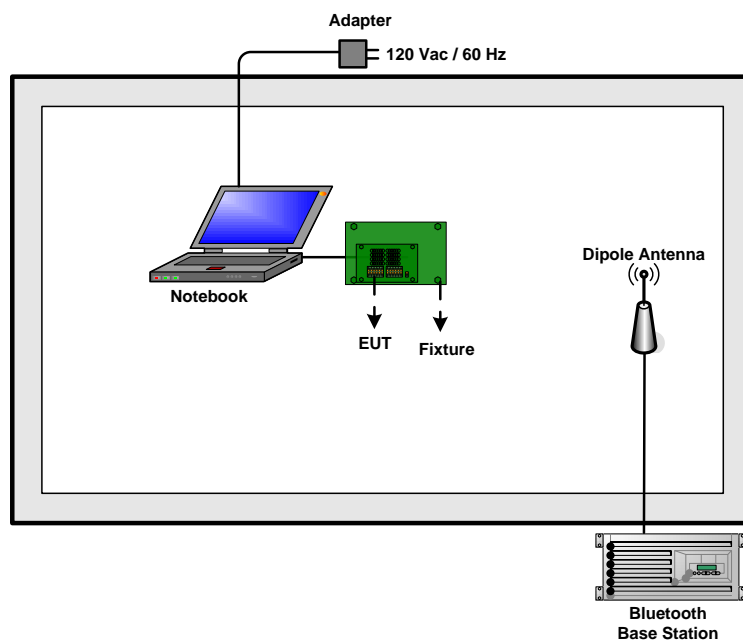 Adapter
120 Vac / 60 Hz
Dipole Antenna
Notebook
EUT
Fixture
Bluetooth
Base Station